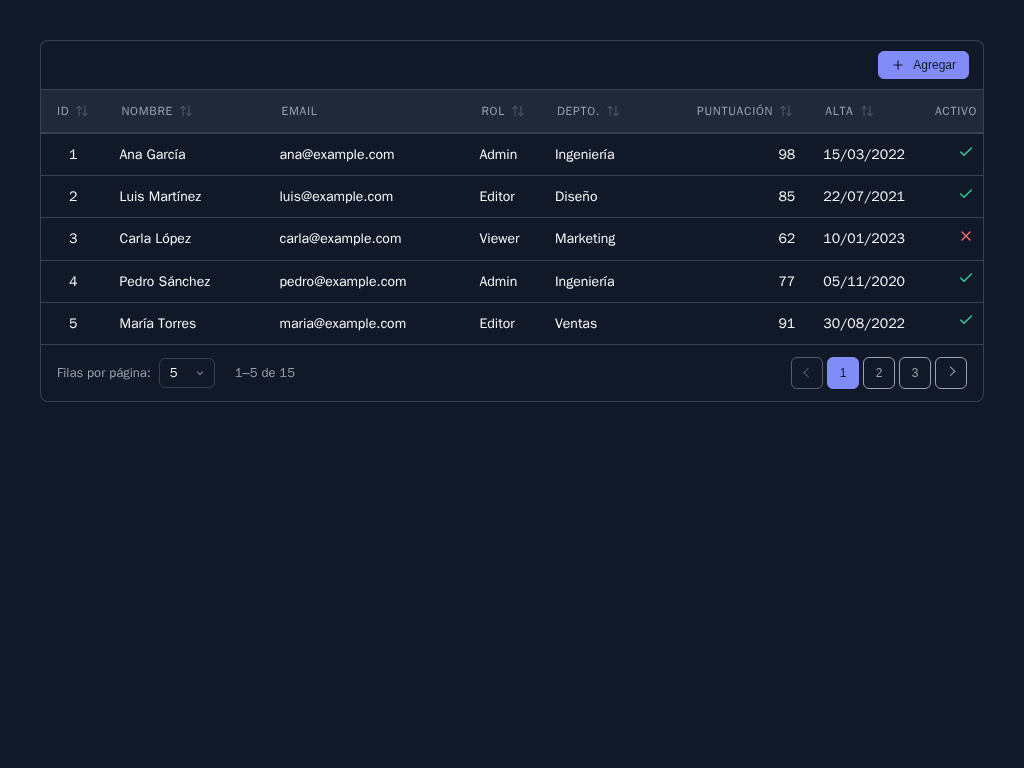 Agregar
ID NOMBRE EMAIL ROL DEPTO. PUNTUACIÓN ALTA ACTIVO
1 Ana García ana@example.com Admin Ingeniería 98 15/03/2022
2 Luis Martínez luis@example.com Editor Diseño 85 22/07/2021
3 Carla López carla@example.com Viewer Marketing 62 10/01/2023
4 Pedro Sánchez pedro@example.com Admin Ingeniería 77 05/11/2020
5 María Torres maria@example.com Editor Ventas 91 30/08/2022
Filas por página: 5 1–5 de 15 1 2 3